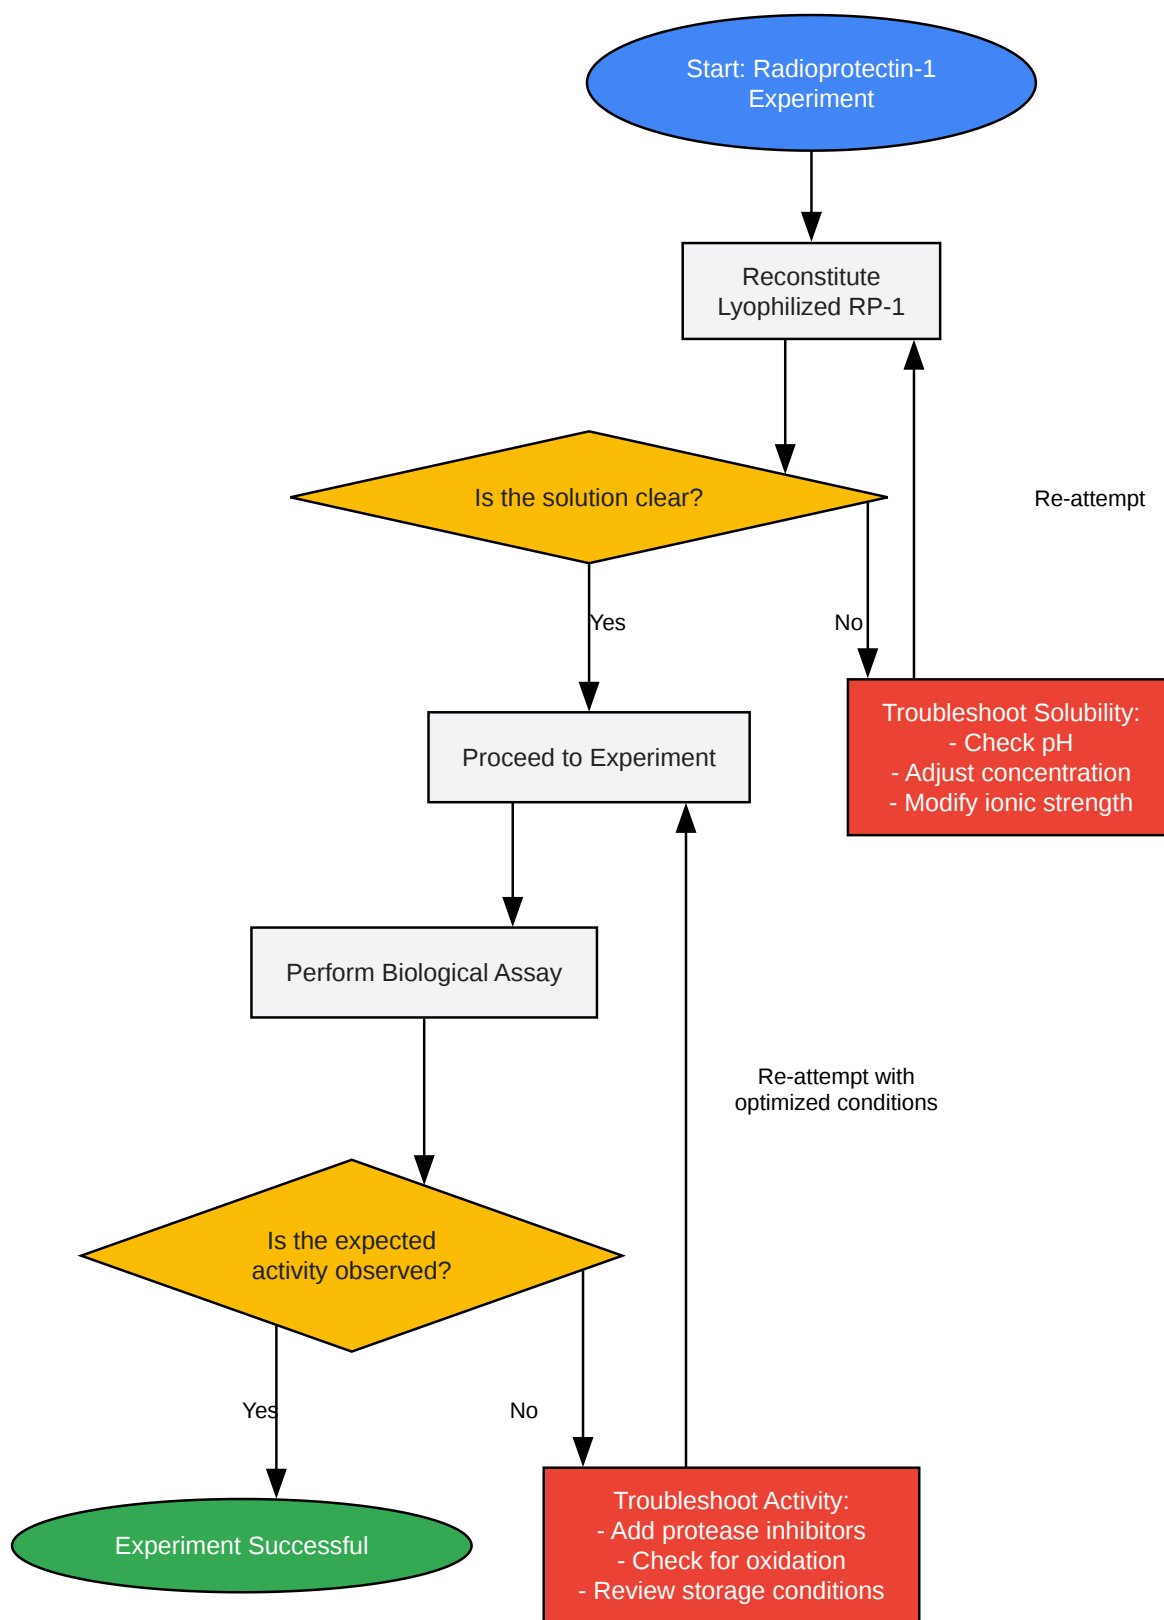 Start: Radioprotectin-1
Experiment
Reconstitute
Lyophilized RP-1
Is the solution clear?
Re-attempt
Yes
No
Troubleshoot Solubility:
- Check pH
- Adjust concentration
- Modify ionic strength
Proceed to Experiment
Perform Biological Assay
Re-attempt with
optimized conditions
Is the expected
activity observed?
Yes
No
Troubleshoot Activity:
- Add protease inhibitors
- Check for oxidation
- Review storage conditions
Experiment Successful